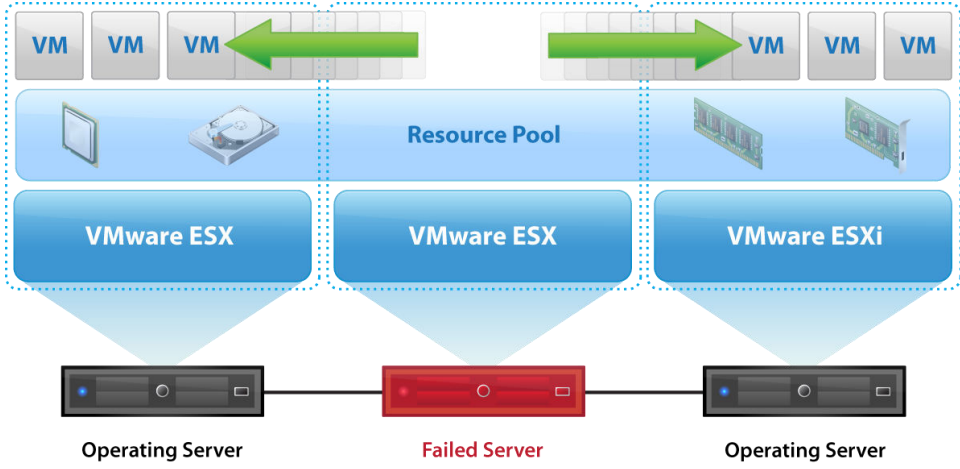 VM VM VM VM VM VM
Resource Pool
VMware ESX VMware ESX VMware ESXi
Operating Server Failed Server Operating Server